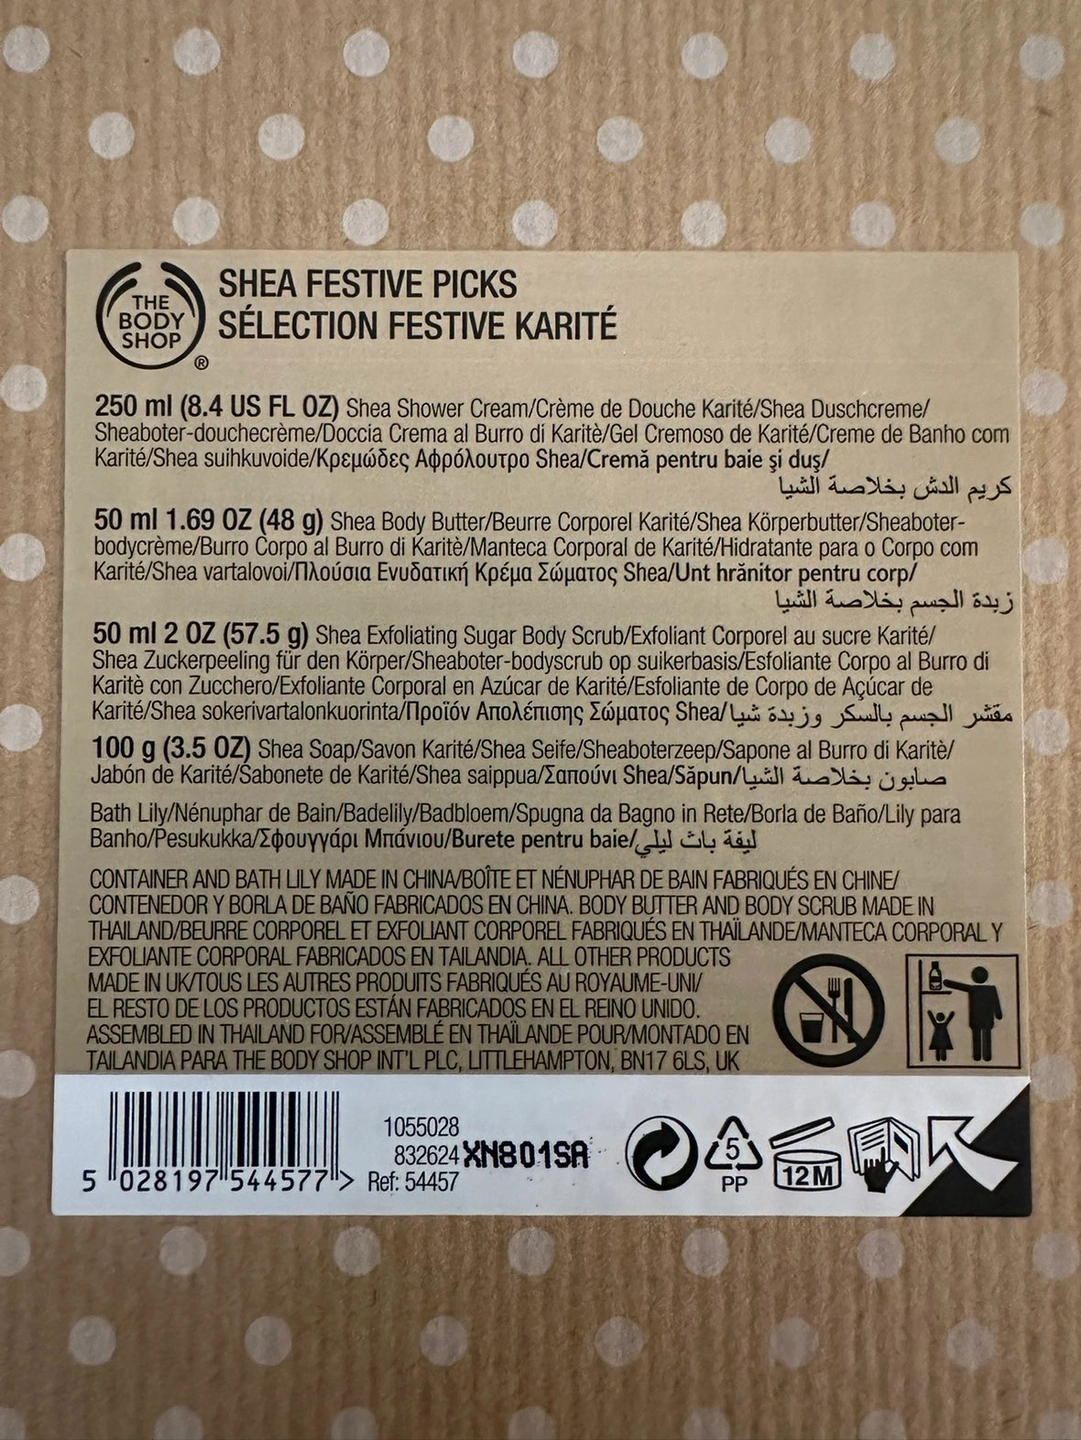 THE
BODY
SHOP
®
SHEA FESTIVE PICKS
SÉLECTION FESTIVE KARITÉ
250 ml (8.4 US FL OZ) Shea Shower Cream/Crème de Douche Karité/Shea Duschcreme/
Sheaboter-douchecrème/Doccia Crema al Burro di Karitè/Gel Cremoso de Karité/Creme de Banho com
Karité/Shea suihkuvoide/Κρεμώδες Αφρόλουτρο Shea/Cremă pentru baie şi duş/
كريم الدش بخلاصة الشيا
50 ml 1.69 OZ (48 g) Shea Body Butter/Beurre Corporel Karité/Shea Körperbutter/Sheaboter-
bodycrème/Burro Corpo al Burro di Karitè/Manteca Corporal de Karité/Hidratante para o Corpo com
Karité/Shea vartalovoi/Πλούσια Ενυδατική Κρέμα Σώματος Shea/Unt hrănitor pentru corp/
زبدة الجسم بخلاصة الشيا
50 ml 2 OZ (57.5 g) Shea Exfoliating Sugar Body Scrub/Exfoliant Corporel au sucre Karité/
Shea Zuckerpeeling für den Körper/Sheaboter-bodyscrub op suikerbasis/Esfoliante Corpo al Burro di
Karitè con Zucchero/Exfoliante Corporal en Azúcar de Karité/Esfoliante de Corpo de Açúcar de
Karité/Shea sokerivartalonkuorinta/Προϊόν Απολέπισης Σώματος Shea/مقشر الجسم بالسكر وزبدة شيا
100 g (3.5 OZ) Shea Soap/Savon Karité/Shea Seife/Sheaboterzeep/Sapone al Burro di Karitè/
Jabón de Karité/Sabonete de Karité/Shea saippua/Σαπούνι Shea/Săpun/صابون بخلاصة الشيا
Bath Lily/Nénuphar de Bain/Badelily/Badbloem/Spugna da Bagno in Rete/Borla de Baño/Lily para
Banho/Pesukukka/Σφουγγάρι Μπάνιου/Burete pentru baie/ليفة باث ليلي
CONTAINER AND BATH LILY MADE IN CHINA/BOÎTE ET NÉNUPHAR DE BAIN FABRIQUÉS EN CHINE/
CONTENEDOR Y BORLA DE BAÑO FABRICADOS EN CHINA. BODY BUTTER AND BODY SCRUB MADE IN
THAILAND/BEURRE CORPOREL ET EXFOLIANT CORPOREL FABRIQUÉS EN THAÏLANDE/MANTECA CORPORAL Y
EXFOLIANTE CORPORAL FABRICADOS EN TAILANDIA. ALL OTHER PRODUCTS
MADE IN UK/TOUS LES AUTRES PRODUITS FABRIQUÉS AU ROYAUME-UNI/
EL RESTO DE LOS PRODUCTOS ESTÁN FABRICADOS EN EL REINO UNIDO.
ASSEMBLED IN THAILAND FOR/ASSEMBLÉ EN THAÏLANDE POUR/MONTADO EN
TAILANDIA PARA THE BODY SHOP INT'L PLC, LITTLEHAMPTON, BN17 6LS, UK
5 028197 544577 >
1055028
832624 XN801SA
Ref: 54457
5
PP
12M